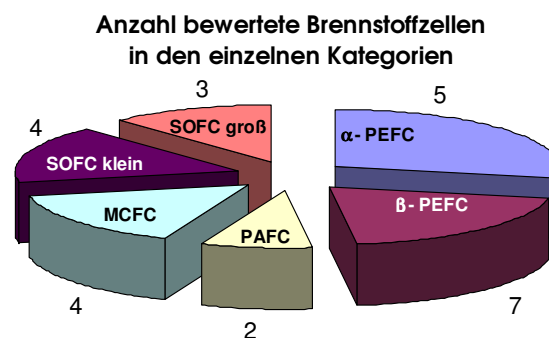 Anzahl bewertete Brennstoffzellen
in den einzelnen Kategorien
3
5
4
SOFC groß
α- PEFC
SOFC klein
MCFC
PAFC
ß- PEFC
4
2
7